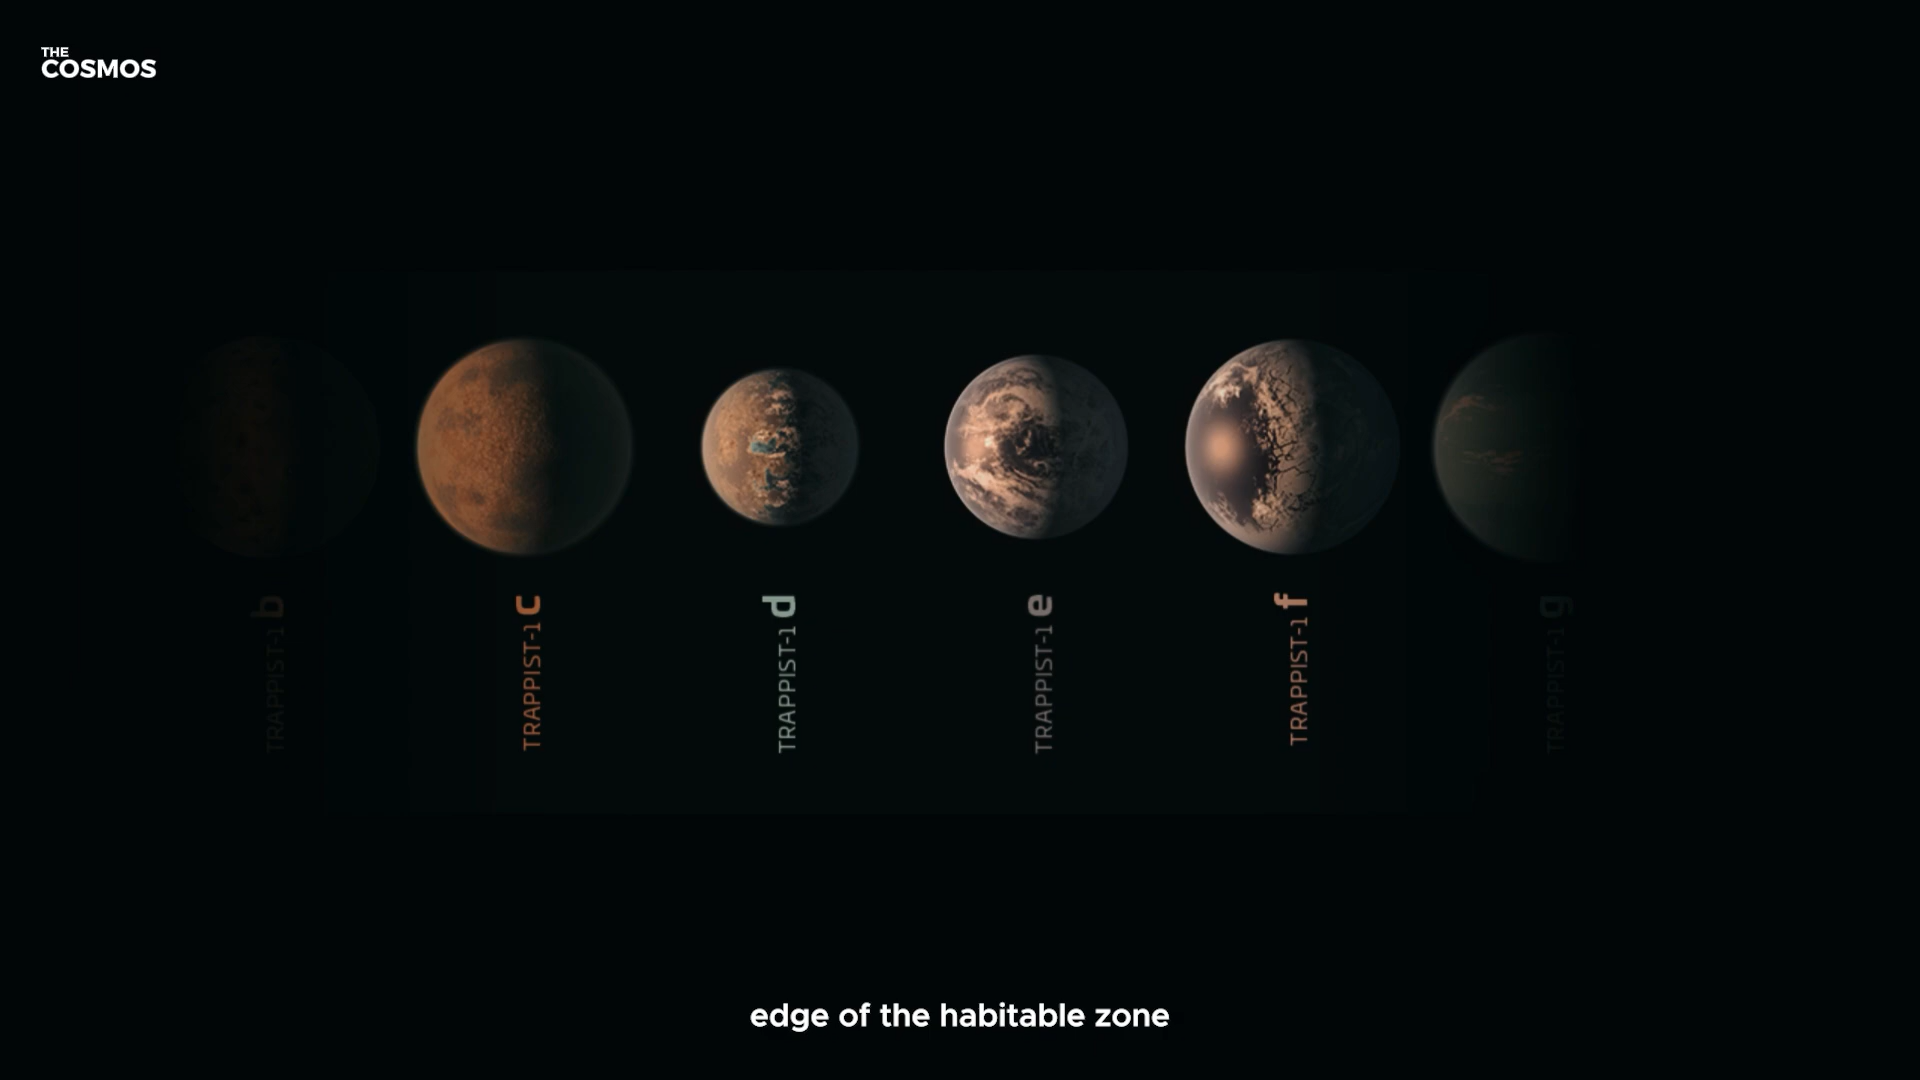 THE
COSMOS
TRAPPIST-1 b
TRAPPIST-1 c
TRAPPIST-1 d
TRAPPIST-1 e
TRAPPIST-1 f
TRAPPIST-1 g
edge of the habitable zone